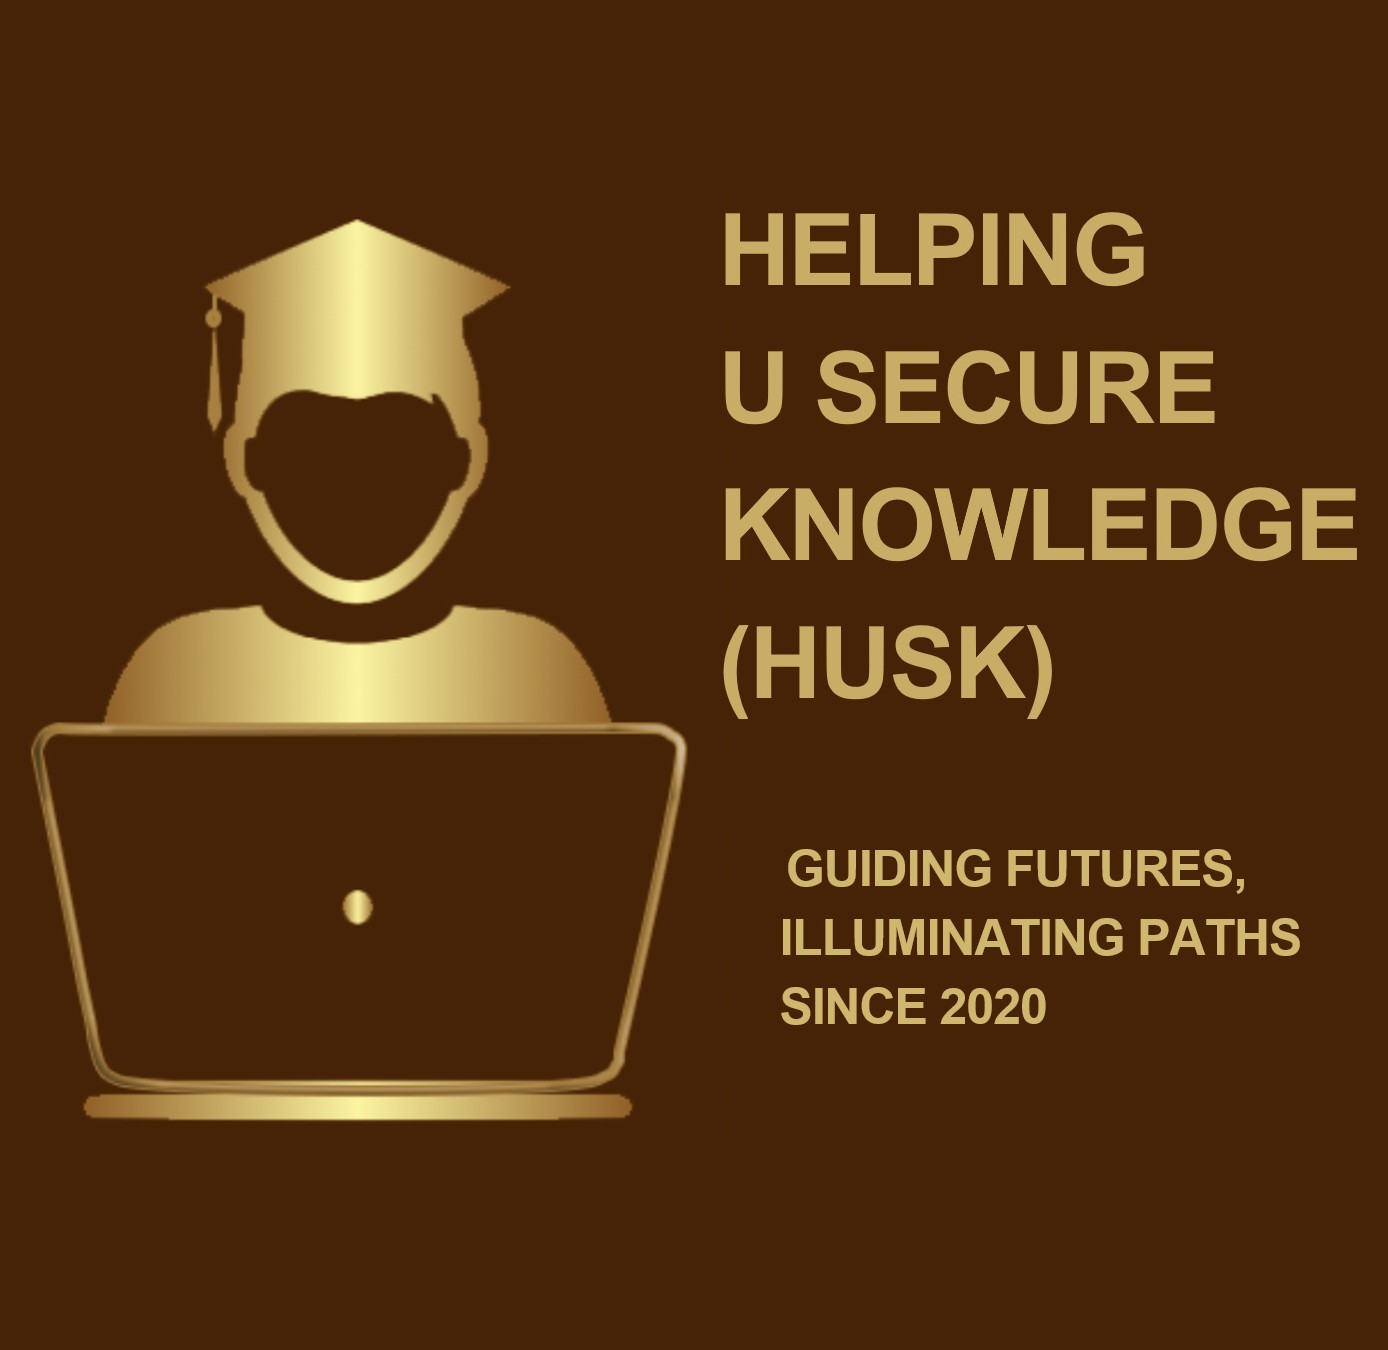 HELPING
U SECURE
KNOWLEDGE
(HUSK)
GUIDING FUTURES,
ILLUMINATING PATHS
SINCE 2020